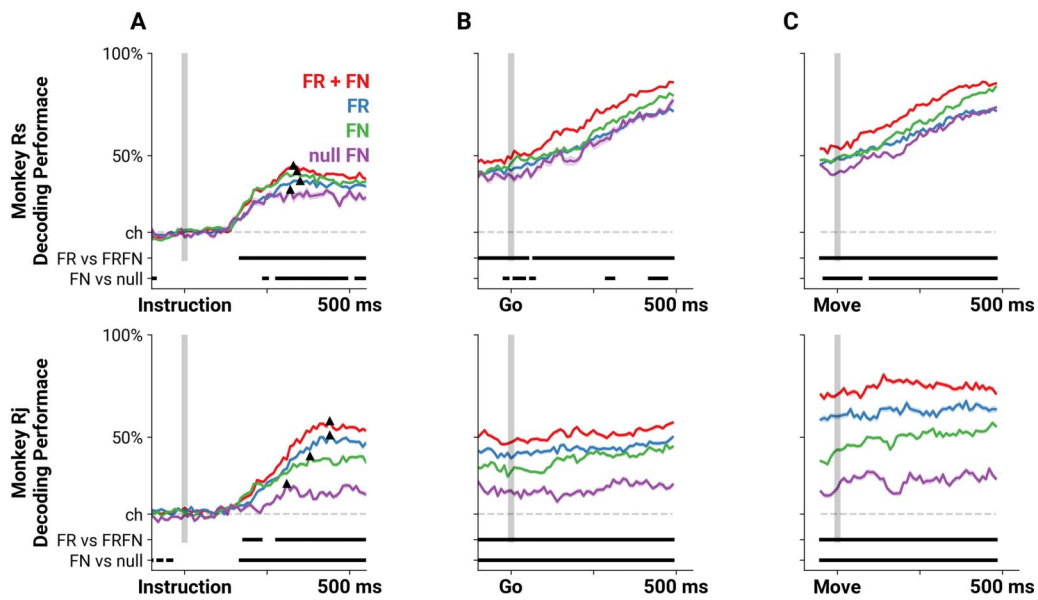 A
B
C
Monkey Rs
Decoding Performace
100%
50%
ch
FR vs FRFN
FN vs null
FR + FN
FR
FN
null FN
Instruction
500 ms
Go
500 ms
Move
500 ms
Monkey Rj
Decoding Performace
100%
50%
ch
FR vs FRFN
FN vs null
Instruction
500 ms
Go
500 ms
Move
500 ms